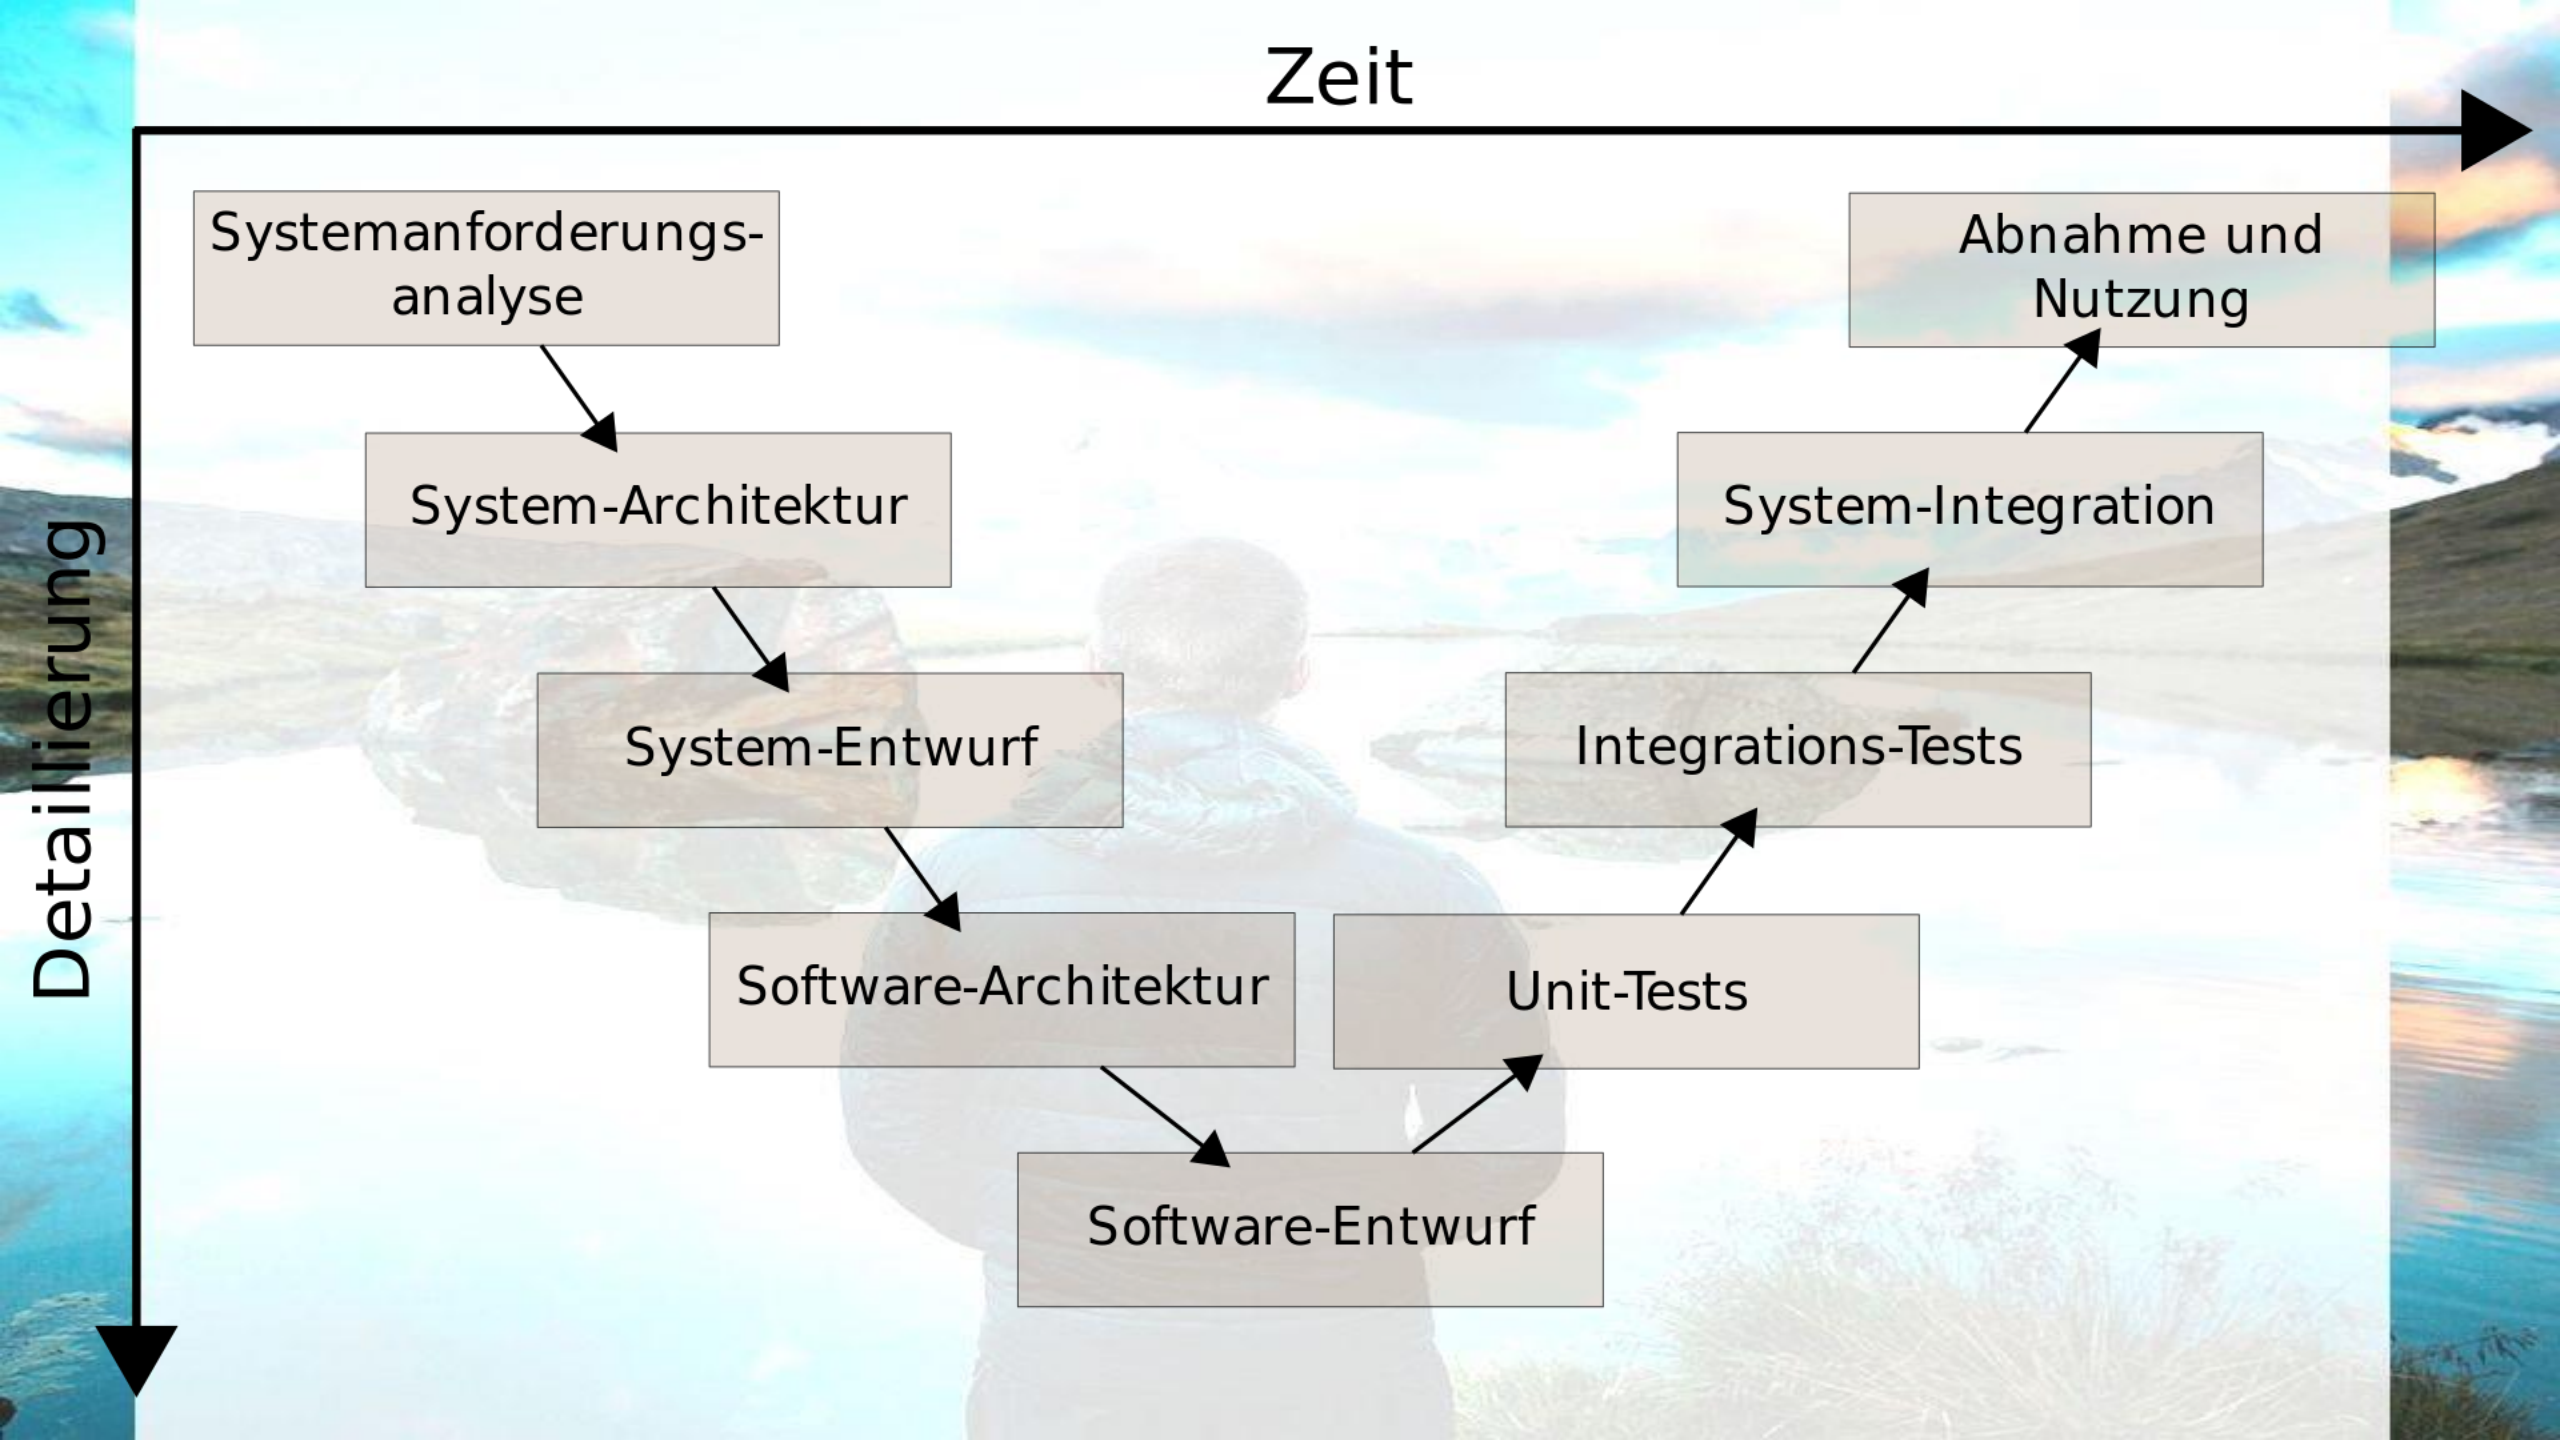 Zeit
Detaillierung
Systemanforderungs-
analyse
Abnahme und
Nutzung
System-Architektur
System-Integration
System-Entwurf
Integrations-Tests
Software-Architektur
Unit-Tests
Software-Entwurf